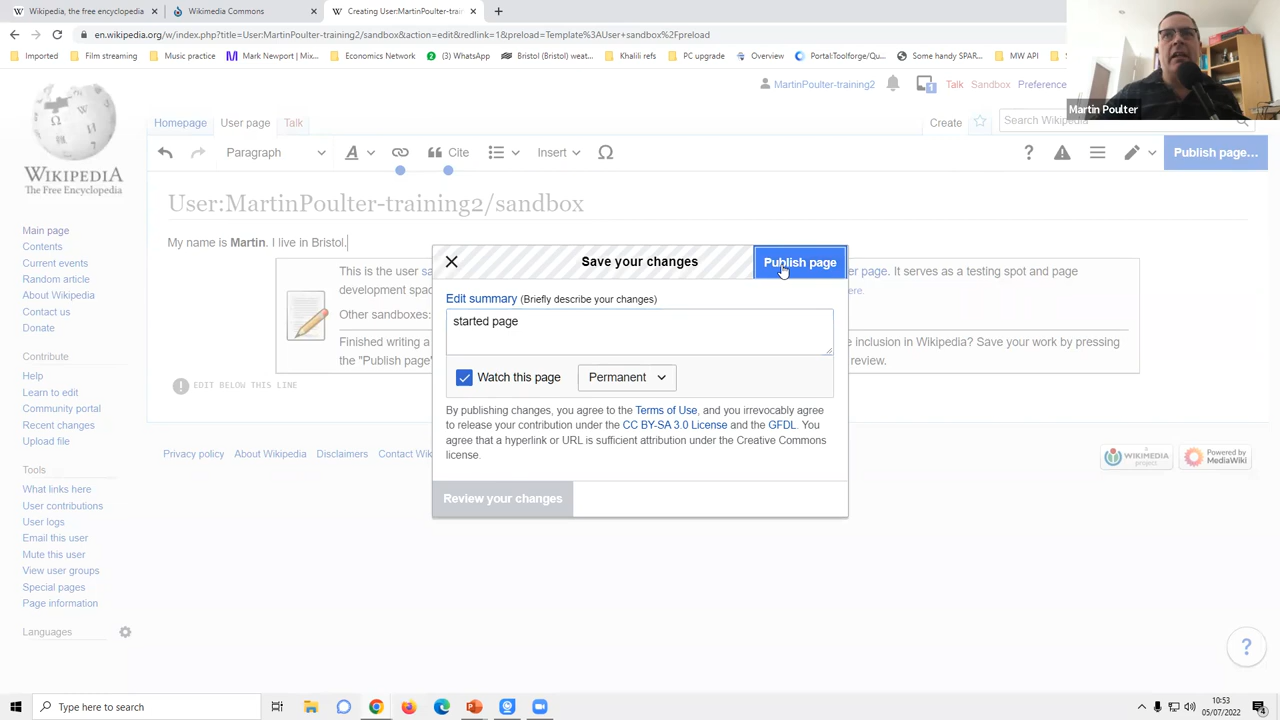 Wikipedia, the free encyclopedia
Wikimedia Commons
Creating User:MartinPoulter-train
en.wikipedia.org/w/index.php?title=User:MartinPoulter-training2/sandbox&action=edit&redlink=1&preload=Template%3AUser+sandbox%2Fpreload
Imported
Film streaming
Music practice
Mark Newport | Mix...
Economics Network
(3) WhatsApp
Bristol (Bristol) weat...
Khalili refs
PC upgrade
Overview
Portal:Toolforge/Qu...
Some handy SPAR...
MW API
Martin Poulter
MartinPoulter-training2
1
Talk
Sandbox
Preference
Homepage
User page
Talk
Create
Search Wikipedia
WIKIPEDIA
The Free Encyclopedia
Paragraph
A
Cite
Insert
Ω
?
Publish page...
User:MartinPoulter-training2/sandbox
My name is Martin. I live in Bristol.
This is the user sa
er page. It serves as a testing spot and page
development spac
ere.
Other sandboxes:
Finished writing a
e inclusion in Wikipedia? Save your work by pressing
the "Publish page"
review.
EDIT BELOW THIS LINE
Save your changes
Publish page
Edit summary (Briefly describe your changes)
started page
Watch this page
Permanent
By publishing changes, you agree to the Terms of Use, and you irrevocably agree
to release your contribution under the CC BY-SA 3.0 License and the GFDL. You
agree that a hyperlink or URL is sufficient attribution under the Creative Commons
license.
Review your changes
Main page
Contents
Current events
Random article
About Wikipedia
Contact us
Donate
Contribute
Help
Learn to edit
Community portal
Recent changes
Upload file
Tools
What links here
User contributions
User logs
Email this user
Mute this user
View user groups
Special pages
Page information
Languages
Privacy policy
About Wikipedia
Disclaimers
Contact Wik
WIKIMEDIA
project
Powered by
MediaWiki
?
Type here to search
10:53
05/07/2022
4